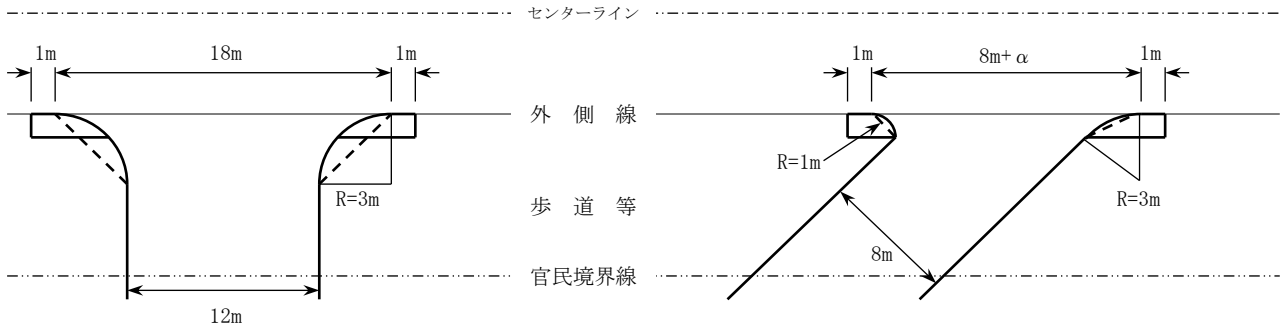 センターライン
1m 18m 1m
1m 8m+α 1m
外 側 線
R=1m
R=3m
歩 道 等
R=3m
8m
官民境界線
12m